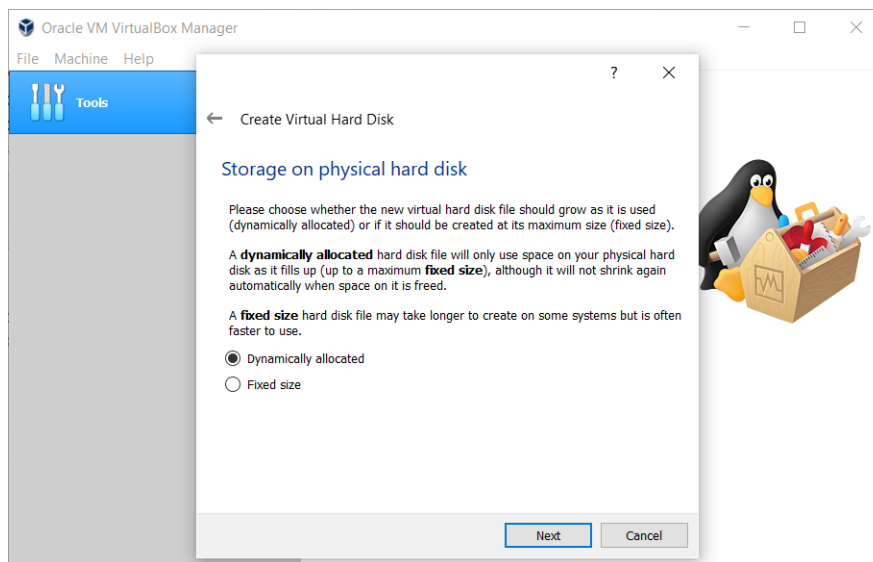 Oracle VM VirtualBox Manager
File Machine Help
Tools
?
Create Virtual Hard Disk
Storage on physical hard disk
Please choose whether the new virtual hard disk file should grow as it is used
(dynamically allocated) or if it should be created at its maximum size (fixed size).
A dynamically allocated hard disk file will only use space on your physical hard
disk as it fills up (up to a maximum fixed size), although it will not shrink again
automatically when space on it is freed.
A fixed size hard disk file may take longer to create on some systems but is often
faster to use.
Dynamically allocated
Fixed size
Next Cancel